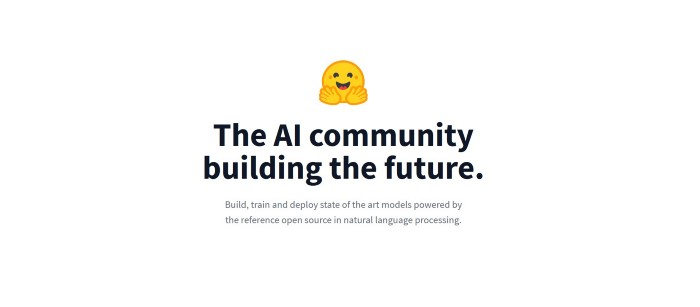 The AI community
building the future.
Build, train and deploy state of the art models powered by
the reference open source in natural language processing.